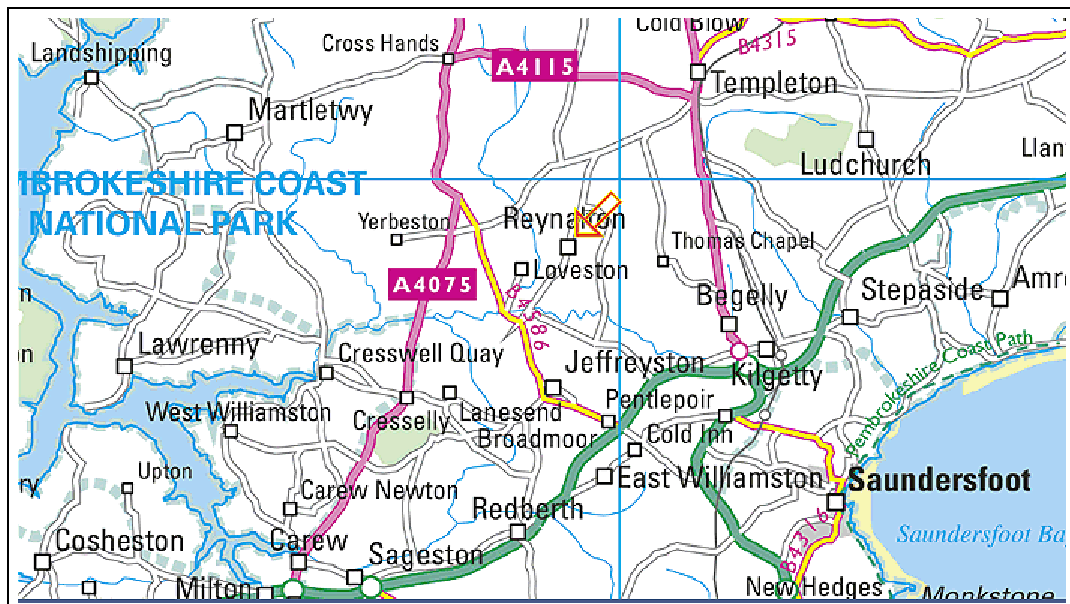 Cold Blow
B4315
Landshipping
Cross Hands
A4115
Templeton
Martletwy
Ludchurch
Llan
MBROKESHIRE COAST
NATIONAL PARK
Yerbeston
Reynalton
Thomas Chapel
Loveston
A4075
B4586
Begelly
Stepaside
Amr
n
on
Lawrenny
Cresswell Quay
Jeffreyston
Kilgetty
Pembrokeshire Coast Path
West Williamston
Cresselly
Lanesend
Pentlepoir
Broadmoor
Cold Inn
Upton
ry
Carew Newton
East Williamston
Saundersfoot
Redberth
Cosheston
Carew
Sageston
B4316
Saundersfoot Ba
Milton
New Hedges
Monkstone